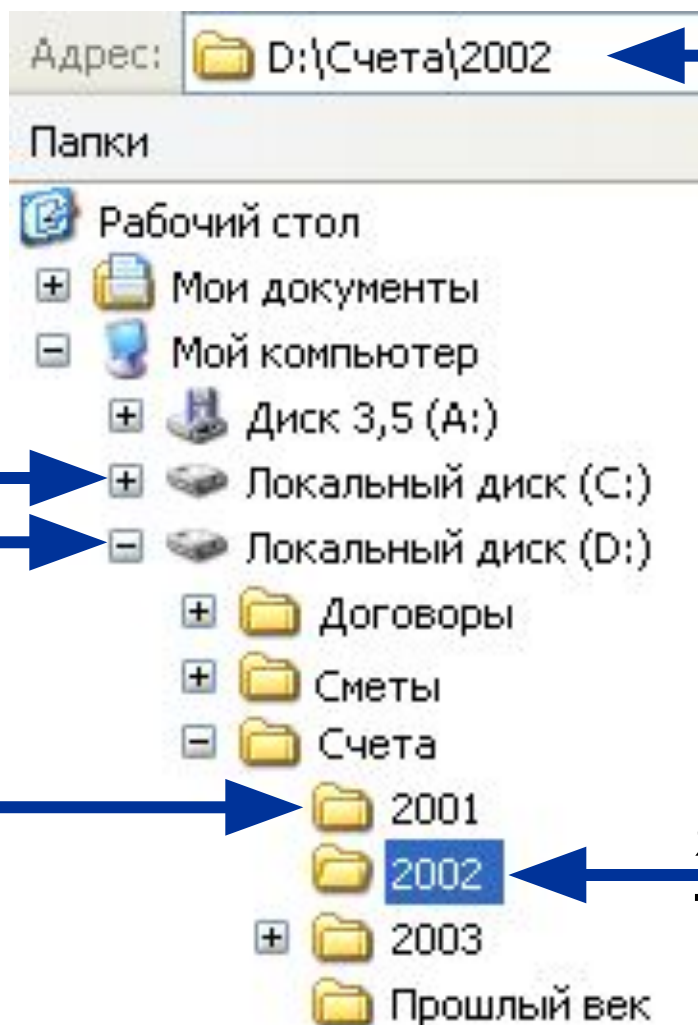 Адрес: D:\Счета\2002
Папки
Рабочий стол
Мои документы
Мой компьютер
Диск 3,5 (A:)
Локальный диск (C:)
Локальный диск (D:)
Договоры
Сметы
Счета
2001
2002
2003
Прошлый век